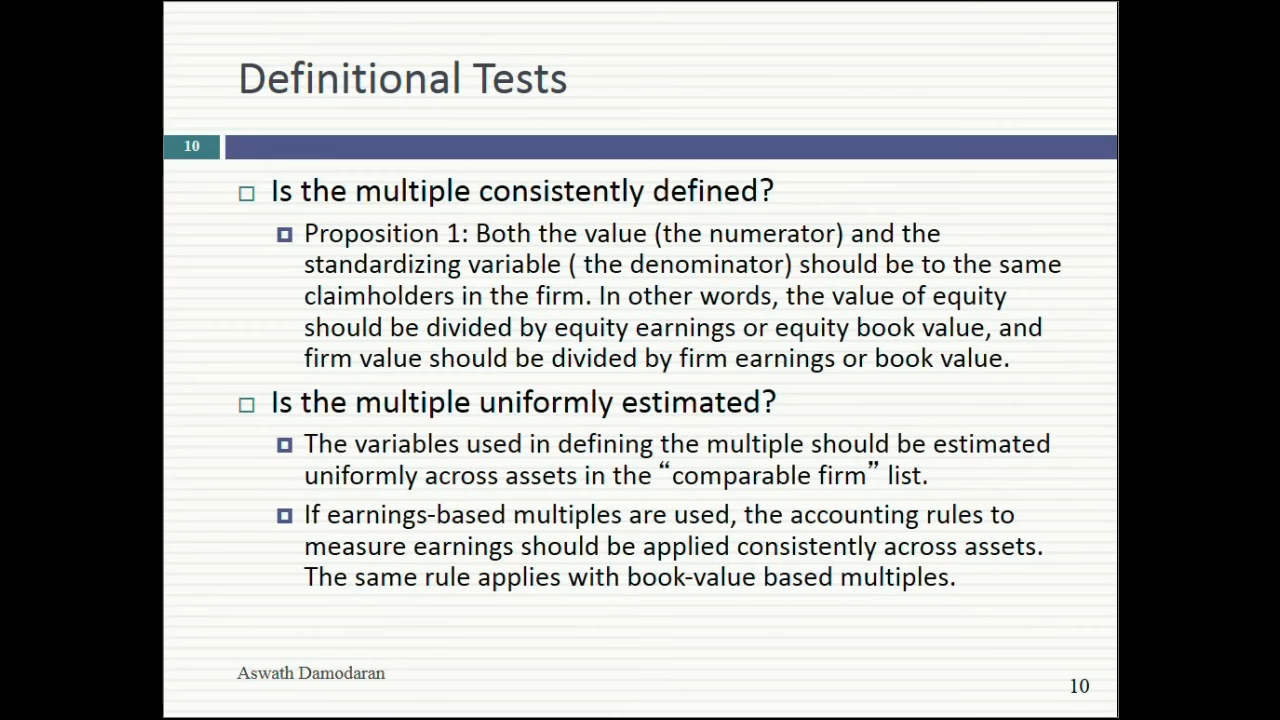 Definitional Tests
10
Is the multiple consistently defined?
Proposition 1: Both the value (the numerator) and the
standardizing variable ( the denominator) should be to the same
claimholders in the firm. In other words, the value of equity
should be divided by equity earnings or equity book value, and
firm value should be divided by firm earnings or book value.
Is the multiple uniformly estimated?
The variables used in defining the multiple should be estimated
uniformly across assets in the “comparable firm” list.
If earnings-based multiples are used, the accounting rules to
measure earnings should be applied consistently across assets.
The same rule applies with book-value based multiples.
Aswath Damodaran
10